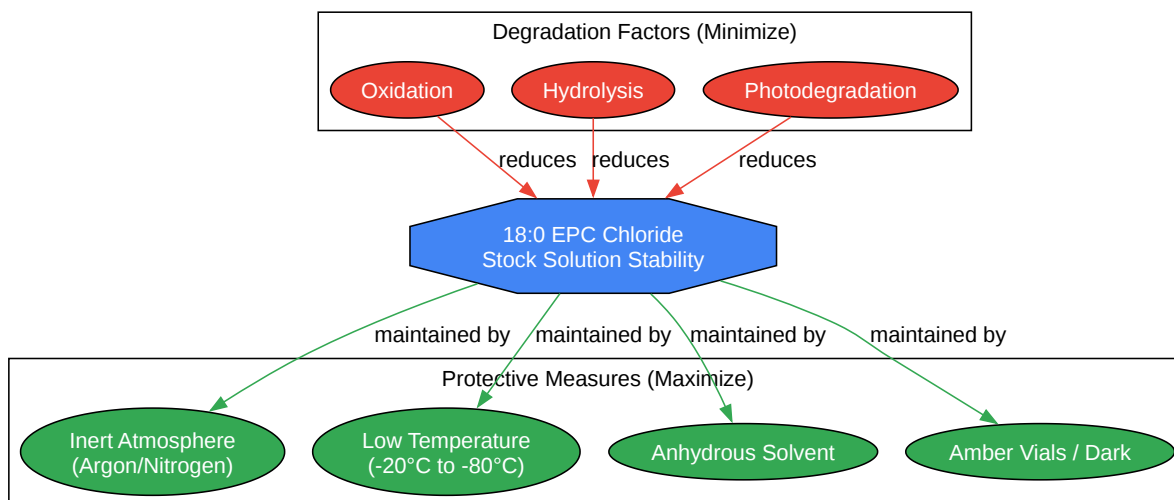 Degradation Factors (Minimize)
Oxidation
Hydrolysis
Photodegradation
reduces
reduces
reduces
18:0 EPC Chloride
Stock Solution Stability
maintained by
maintained by
maintained by
maintained by
Protective Measures (Maximize)
Inert Atmosphere
(Argon/Nitrogen)
Low Temperature
(-20°C to -80°C)
Anhydrous Solvent
Amber Vials / Dark